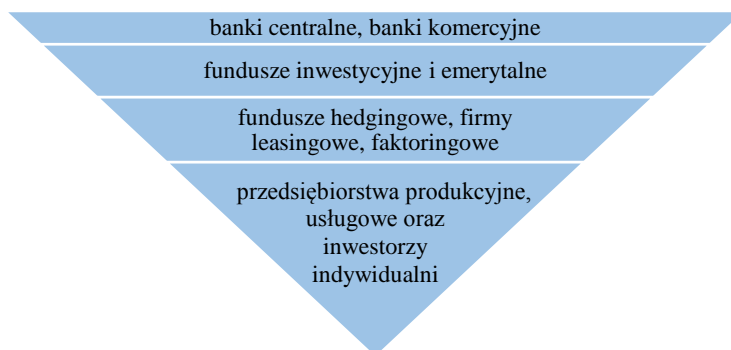 banki centralne, banki komercyjne
fundusze inwestycyjne i emerytalne
fundusze hedgingowe, firmy
leasingowe, faktoringowe
przedsiębiorstwa produkcyjne,
usługowe oraz
inwestorzy
indywidualni